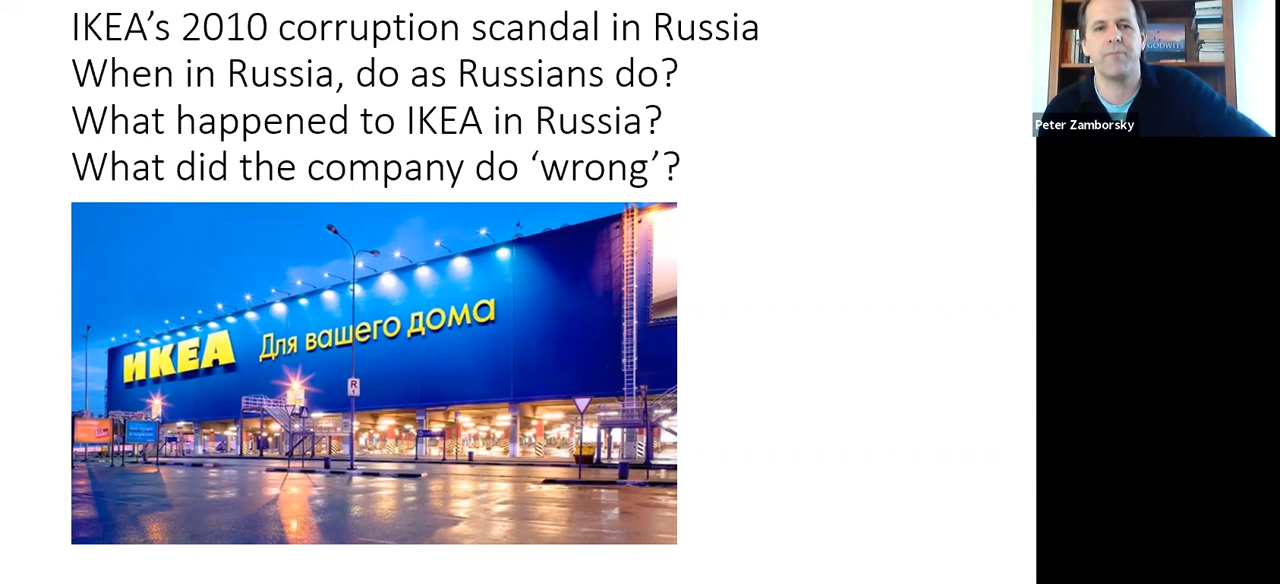 IKEA’s 2010 corruption scandal in Russia
When in Russia, do as Russians do?
What happened to IKEA in Russia?
What did the company do ‘wrong’?
GODWITS
Peter Zamborsky
ИКЕА Для вашего дома
R